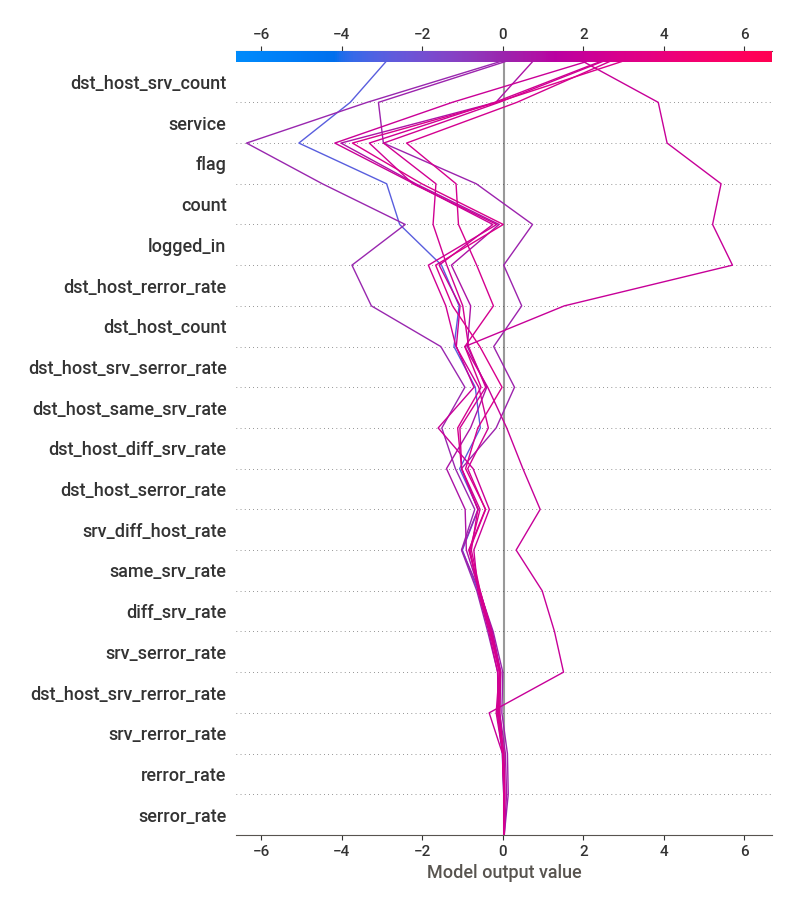 −6 −4 −2 0 2 4 6
dst_host_srv_count
service
flag
count
logged_in
dst_host_rerror_rate
dst_host_count
dst_host_srv_serror_rate
dst_host_same_srv_rate
dst_host_diff_srv_rate
dst_host_serror_rate
srv_diff_host_rate
same_srv_rate
diff_srv_rate
srv_serror_rate
dst_host_srv_rerror_rate
srv_rerror_rate
rerror_rate
serror_rate
−6 −4 −2 0 2 4 6
Model output value